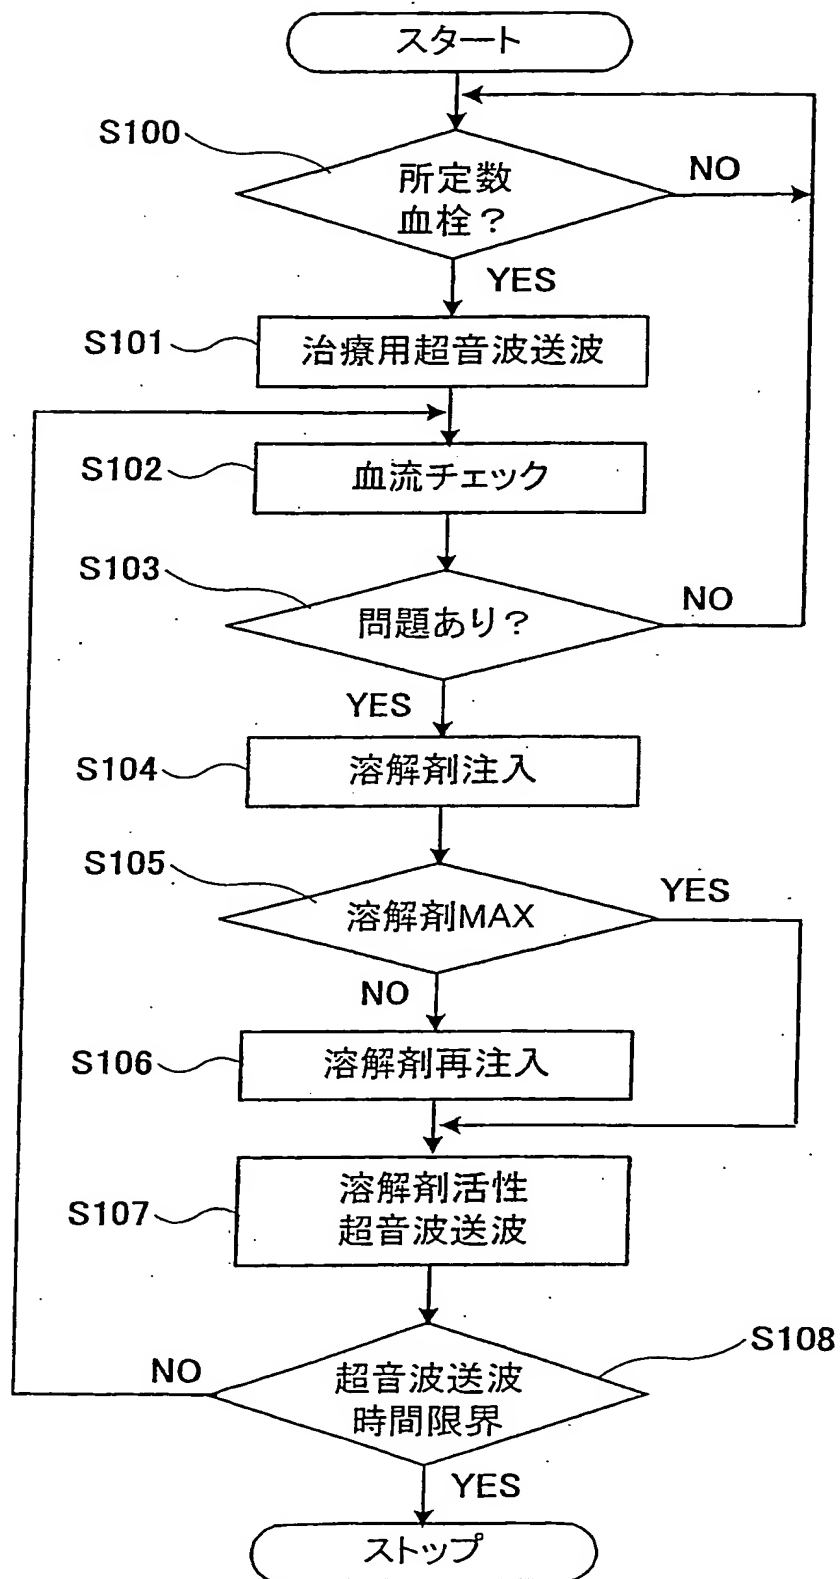 スタート
S100
所定数
血栓?
NO
YES
S101
治療用超音波送波
S102
血流チェック
S103
問題あり?
NO
YES
S104
溶解剤注入
S105
溶解剤MAX
YES
NO
S106
溶解剤再注入
S107
溶解剤活性
超音波送波
S108
超音波送波
時間限界
NO
YES
ストップ